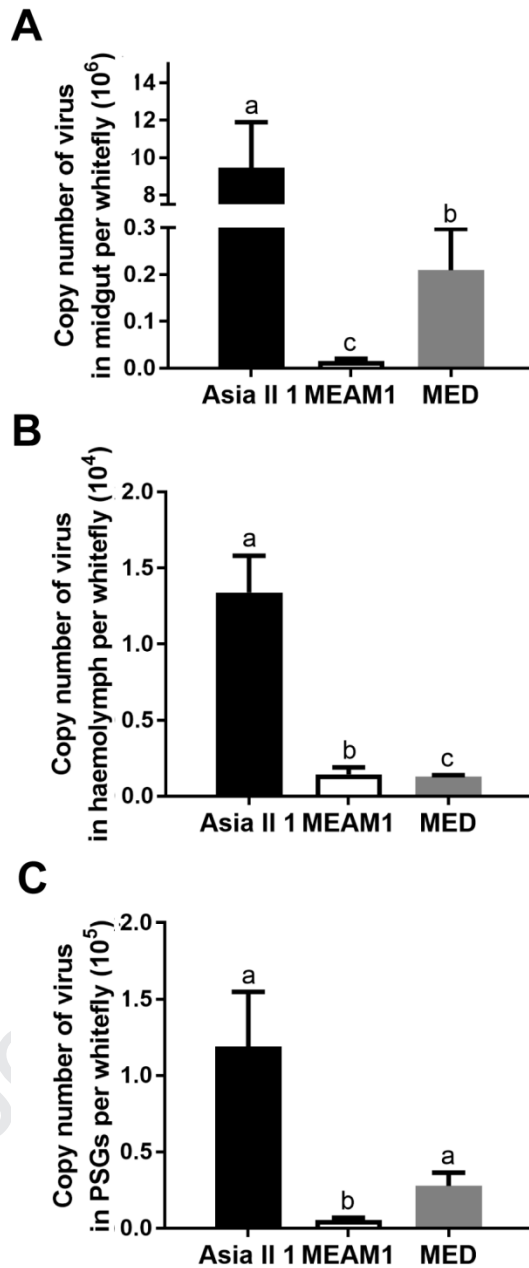 A
Copy number of virus
in midgut per whitefly (10⁶)
14
12
10
8
0.3
0.2
0.1
0.0
a
c
b
Asia II 1 MEAM1 MED
B
Copy number of virus
in haemolymph per whitefly (10⁴)
2.0
1.5
1.0
0.5
0.0
a
b
c
Asia II 1 MEAM1 MED
C
Copy number of virus
in PSGs per whitefly (10⁵)
2.0
1.5
1.0
0.5
0.0
a
b
a
Asia II 1 MEAM1 MED